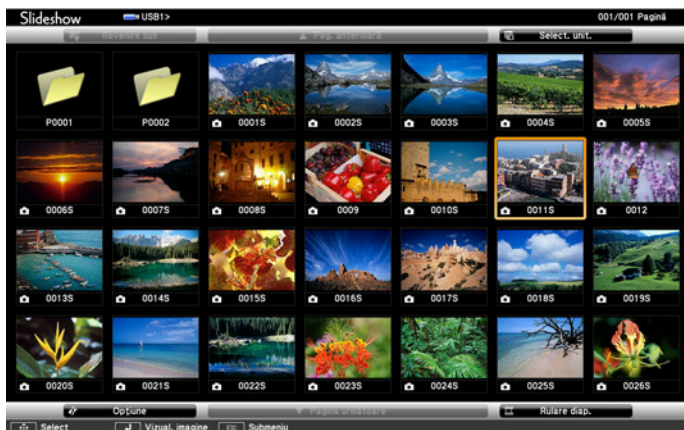 Slideshow USB1> 001/001 Pagină
Revenire sus Pag. anterioară Select. unit.
P0001 P0002 0001S 0002S 0003S 0004S 0005S
0006S 0007S 0008S 0009 0010S 0011S 0012
0013S 0014S 0015S 0016S 0017S 0018S 0019S
0020S 0021S 0022S 0023S 0024S 0025S 0026S
Opțiune Pagina următoare Rulare diap.
Select Vizual. imagine Esc Submeniu